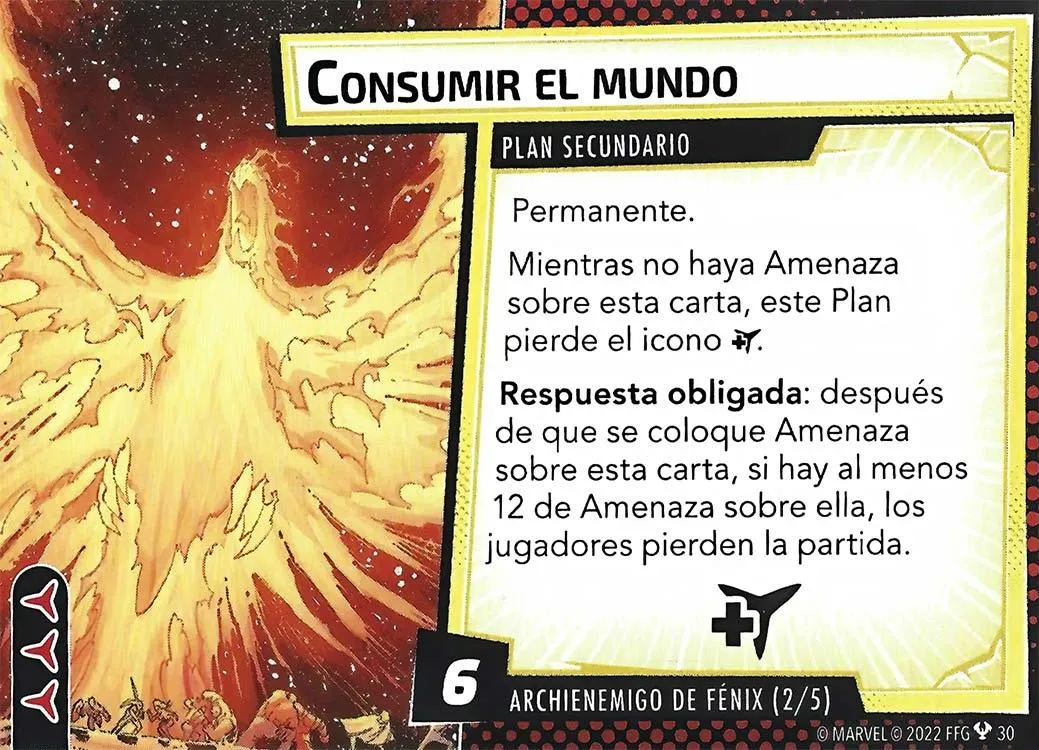 CONSUMIR EL MUNDO
PLAN SECUNDARIO
Permanente.
Mientras no haya Amenaza
sobre esta carta, este Plan
pierde el icono .
Respuesta obligada: después
de que se coloque Amenaza
sobre esta carta, si hay al menos
12 de Amenaza sobre ella, los
jugadores pierden la partida.
6
ARCHIENEMIGO DE FÉNIX (2/5)
© MARVEL © 2022 FFG 30